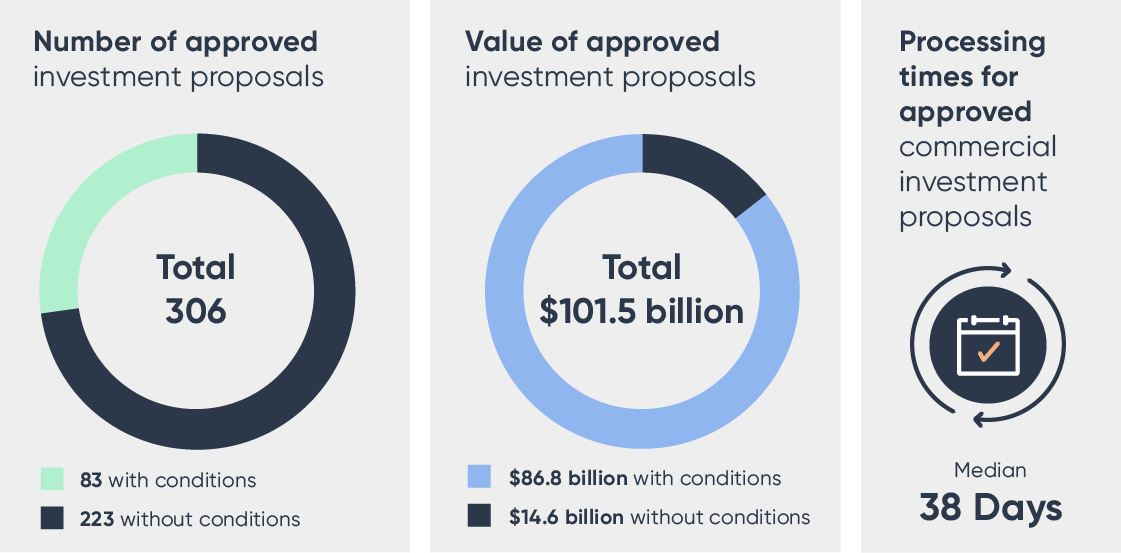 Number of approved
investment proposals
Total
306
83 with conditions
223 without conditions
Value of approved
investment proposals
Total
$101.5 billion
$86.8 billion with conditions
$14.6 billion without conditions
Processing
times for
approved
commercial
investment
proposals
Median
38 Days